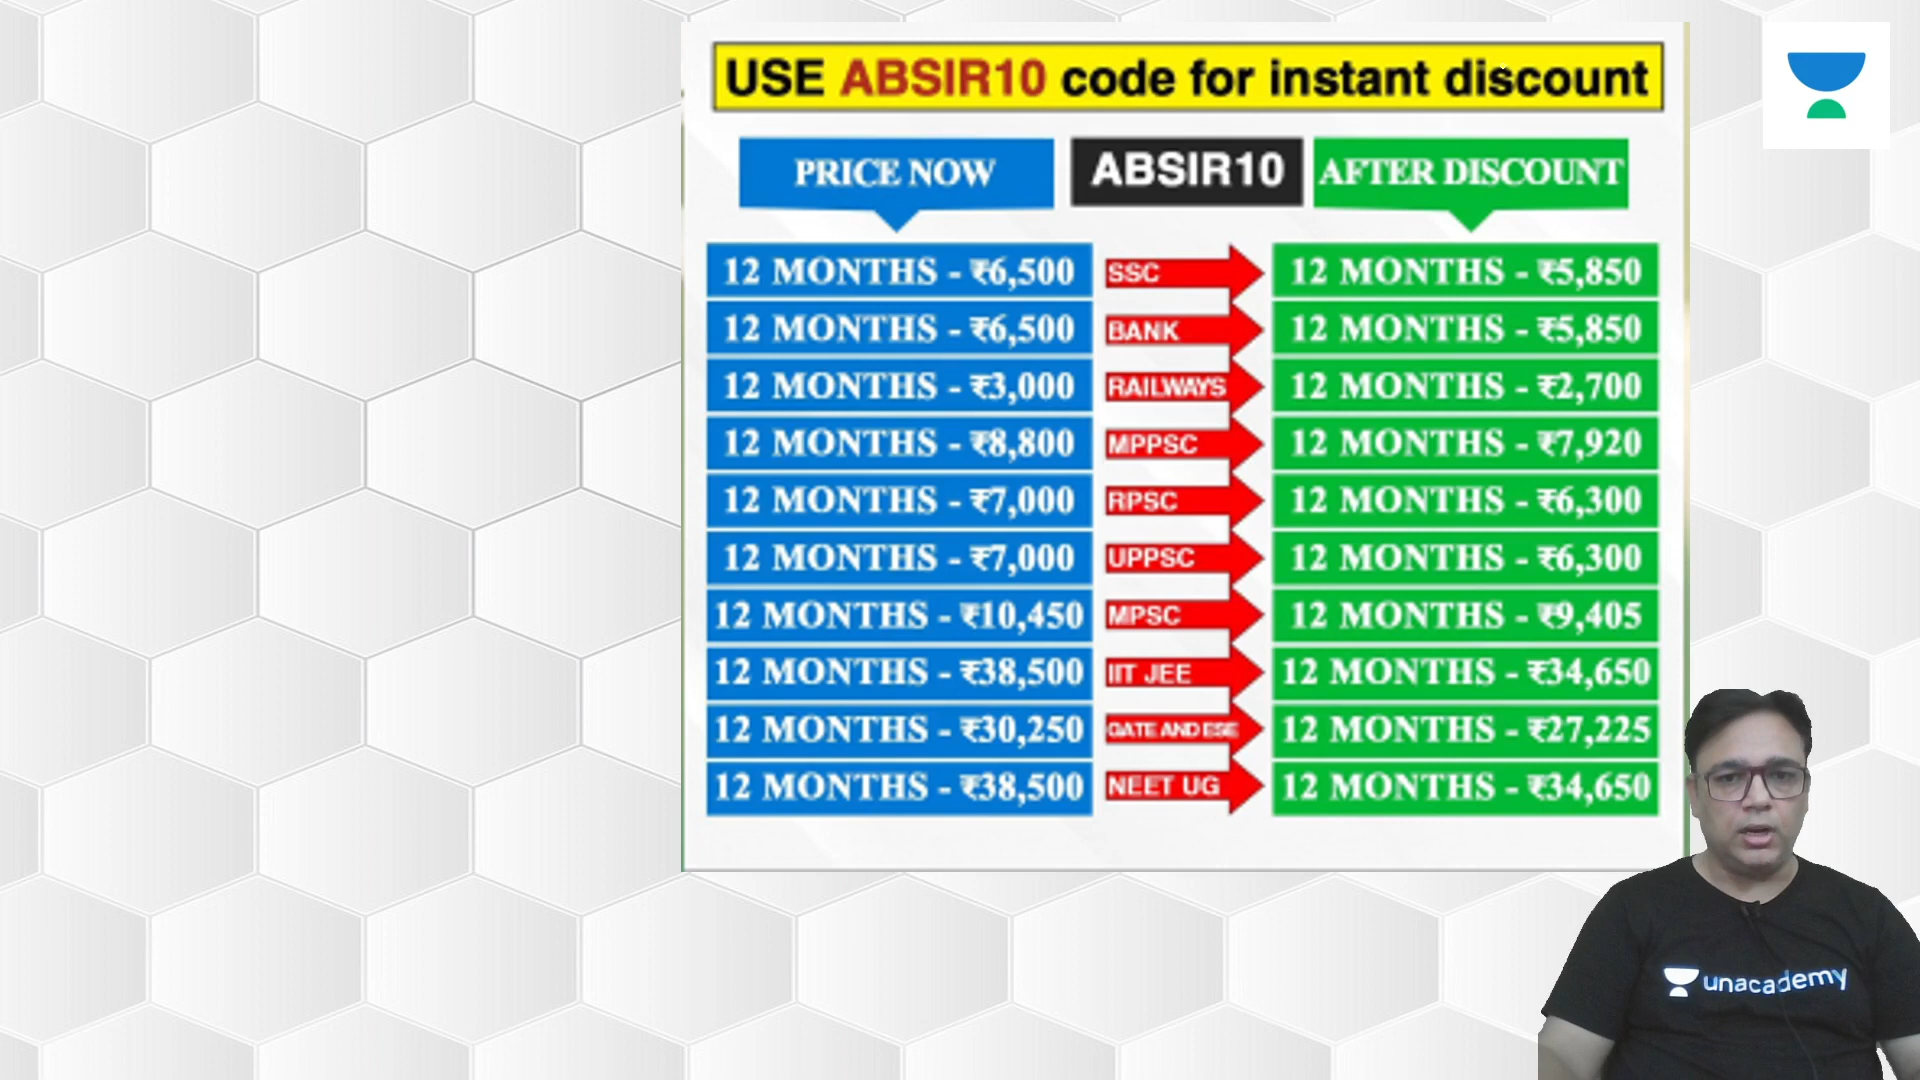 USE ABSIR10 code for instant discount
PRICE NOW ABSIR10 AFTER DISCOUNT
12 MONTHS - ₹6,500 SSC 12 MONTHS - ₹5,850
12 MONTHS - ₹6,500 BANK 12 MONTHS - ₹5,850
12 MONTHS - ₹3,000 RAILWAYS 12 MONTHS - ₹2,700
12 MONTHS - ₹8,800 MPPSC 12 MONTHS - ₹7,920
12 MONTHS - ₹7,000 RPSC 12 MONTHS - ₹6,300
12 MONTHS - ₹7,000 UPPSC 12 MONTHS - ₹6,300
12 MONTHS - ₹10,450 MPSC 12 MONTHS - ₹9,405
12 MONTHS - ₹38,500 IIT JEE 12 MONTHS - ₹34,650
12 MONTHS - ₹30,250 GATE AND ESE 12 MONTHS - ₹27,225
12 MONTHS - ₹38,500 NEET UG 12 MONTHS - ₹34,650
unacademy